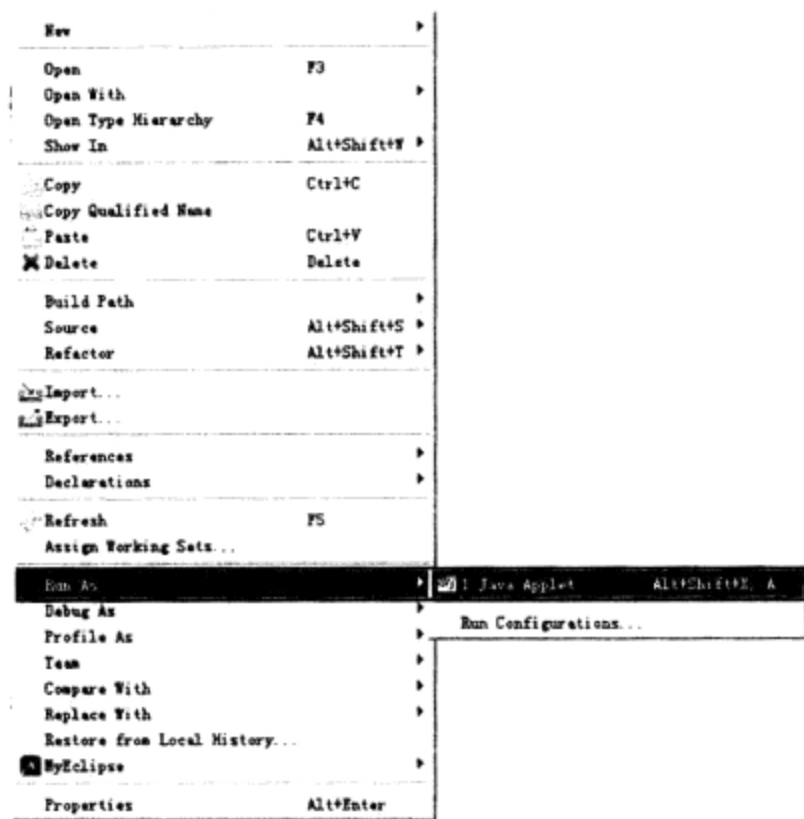 New
Open F3
Open With
Open Type Hierarchy F4
Show In Alt+Shift+W
Copy Ctrl+C
Copy Qualified Name
Paste Ctrl+V
Delete Delete
Build Path
Source Alt+Shift+S
Refactor Alt+Shift+T
Import...
Export...
References
Declarations
Refresh F5
Assign Working Sets...
Run As 1 Java Applet Alt+Shift+X, A
Debug As
Run Configurations...
Profile As
Team
Compare With
Replace With
Restore from Local History...
MyEclipse
Properties Alt+Enter